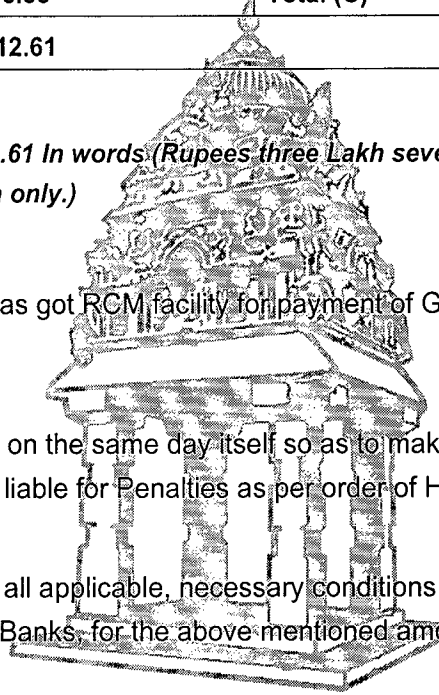 Total (C)
12.61
.61 In words (Rupees three Lakh seve
only.)
as got RCM facility for payment of G
on the same day itself so as to mak
liable for Penalties as per order of H
all applicable, necessary conditions
Banks, for the above mentioned amo